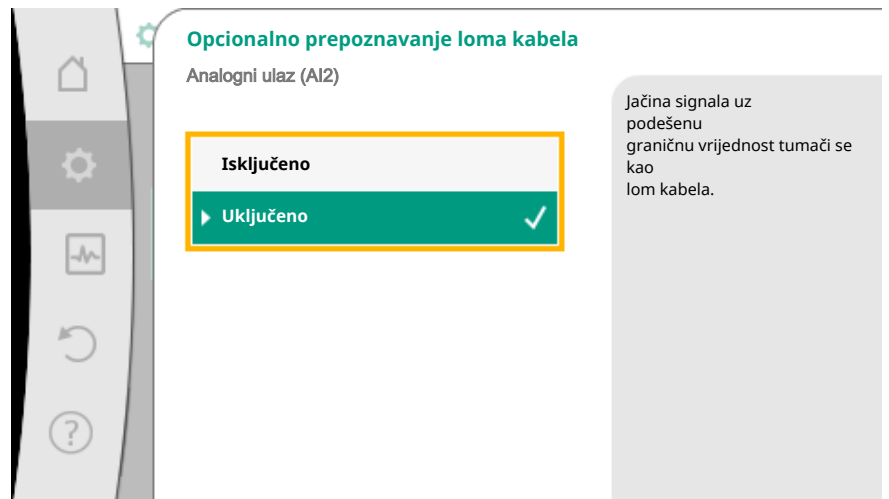 Opcionalno prepoznavanje loma kabela
Analogni ulaz (AI2)
Isključeno
Uključeno
Jačina signala uz
podešenu
graničnu vrijednost tumači se
kao
lom kabela.
?